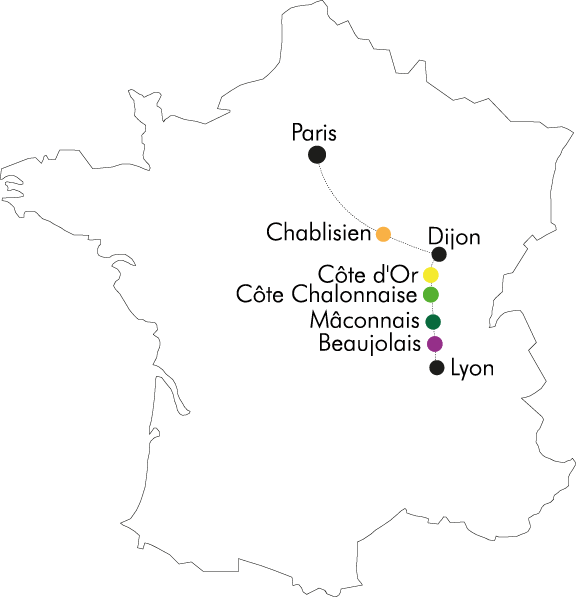 Paris
Chablisien
Dijon
Côte d'Or
Côte Chalonnaise
Mâconnais
Beaujolais
Lyon